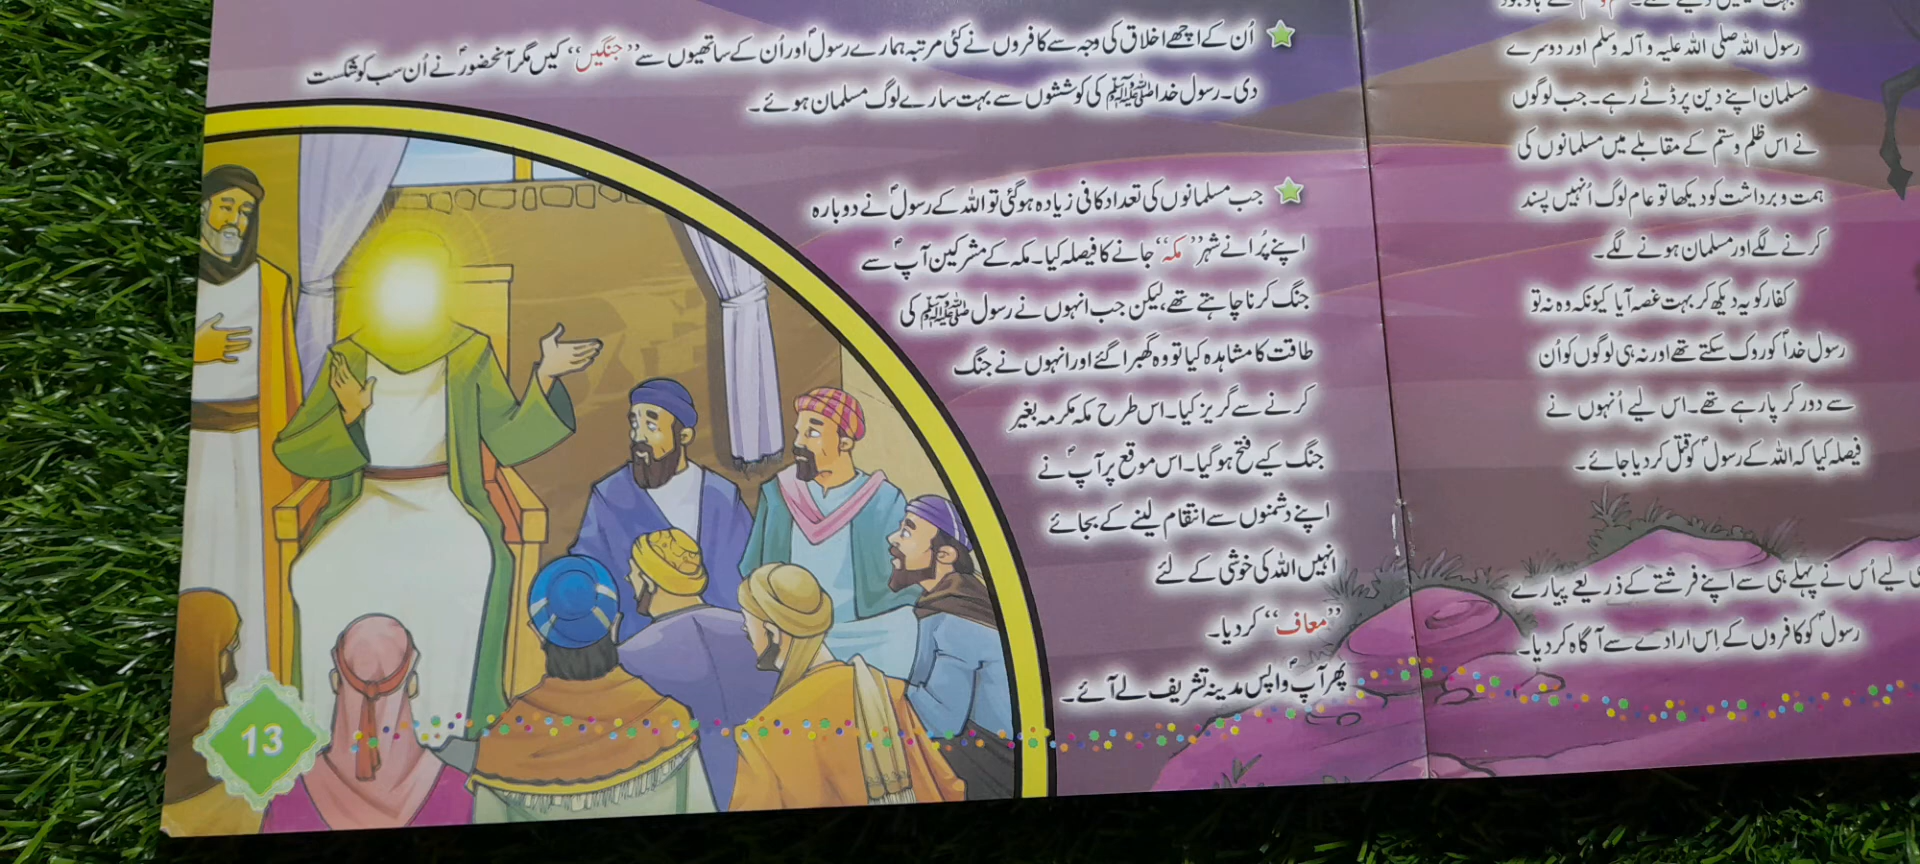 رسول اللہ صلی اللہ علیہ و آلہ وسلم اور دوسرے
مسلمان اپنے دین پر ڈٹے رہے۔ جب لوگوں
نے اس ظلم و ستم کے مقابلے میں مسلمانوں کی
ہمت و برداشت کو دیکھا تو عام لوگ اُنہیں پسند
کرنے لگے اور مسلمان ہونے لگے۔
کفار کو یہ دیکھ کر بہت غصہ آیا کیونکہ وہ نہ تو
رسول خداؐ کو روک سکتے تھے اور نہ ہی لوگوں کو اُن
سے دور کر پا رہے تھے۔ اس لیے اُنہوں نے
فیصلہ کیا کہ اللہ کے رسولؐ کو قتل کر دیا جائے۔
لیے اُس نے پہلے ہی سے اپنے فرشتے کے ذریعے پیارے
رسولؐ کو کافروں کے اِس ارادے سے آگاہ کر دیا۔
اُن کے اچھے اخلاق کی وجہ سے کافروں نے کئی مرتبہ ہمارے رسولؐ اور اُن کے ساتھیوں سے ”جنگیں“ کیں مگر آنحضورؐ نے اُن سب کو شکست
دی۔ رسول خدا ﷺ کی کوششوں سے بہت سارے لوگ مسلمان ہوئے۔
جب مسلمانوں کی تعداد کافی زیادہ ہو گئی تو اللہ کے رسولؐ نے دوبارہ
اپنے پُرانے شہر ”مکہ“ جانے کا فیصلہ کیا۔ مکہ کے مشرکین آپؐ سے
جنگ کرنا چاہتے تھے، لیکن جب انہوں نے رسول ﷺ کی
طاقت کا مشاہدہ کیا تو وہ گھبرا گئے اور انہوں نے جنگ
کرنے سے گریز کیا۔ اس طرح مکہ مکرمہ بغیر
جنگ کیے فتح ہو گیا۔ اس موقع پر آپؐ نے
اپنے دشمنوں سے انتقام لینے کے بجائے
انہیں اللہ کی خوشی کے لئے
”معاف“ کر دیا۔
پھر آپؐ واپس مدینہ تشریف لے آئے۔
13